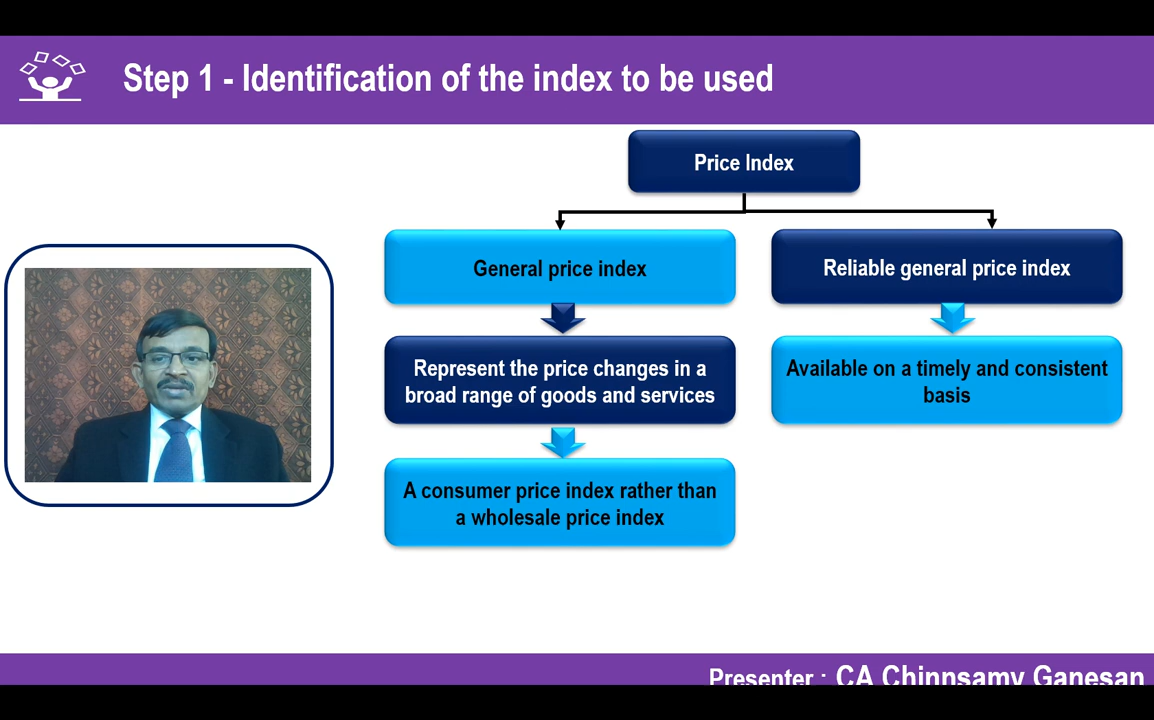 Step 1 - Identification of the index to be used
Price Index
General price index
Reliable general price index
Represent the price changes in a
broad range of goods and services
Available on a timely and consistent
basis
A consumer price index rather than
a wholesale price index
Presenter : CA Chinnsamy Ganesan